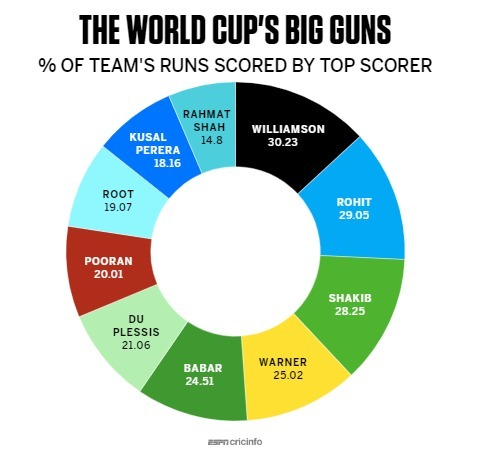 THE WORLD CUP'S BIG GUNS
% OF TEAM'S RUNS SCORED BY TOP SCORER
WILLIAMSON
30.23
ROHIT
29.05
SHAKIB
28.25
WARNER
25.02
BABAR
24.51
DU
PLESSIS
21.06
POORAN
20.01
ROOT
19.07
KUSAL
PERERA
18.16
RAHMAT
SHAH
14.8
ESPN cricinfo